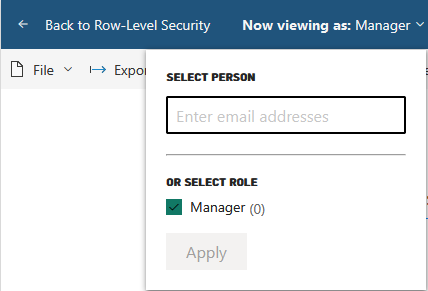 Back to Row-Level Security
Now viewing as: Manager
File
SELECT PERSON
Enter email addresses
OR SELECT ROLE
Manager (0)
Apply